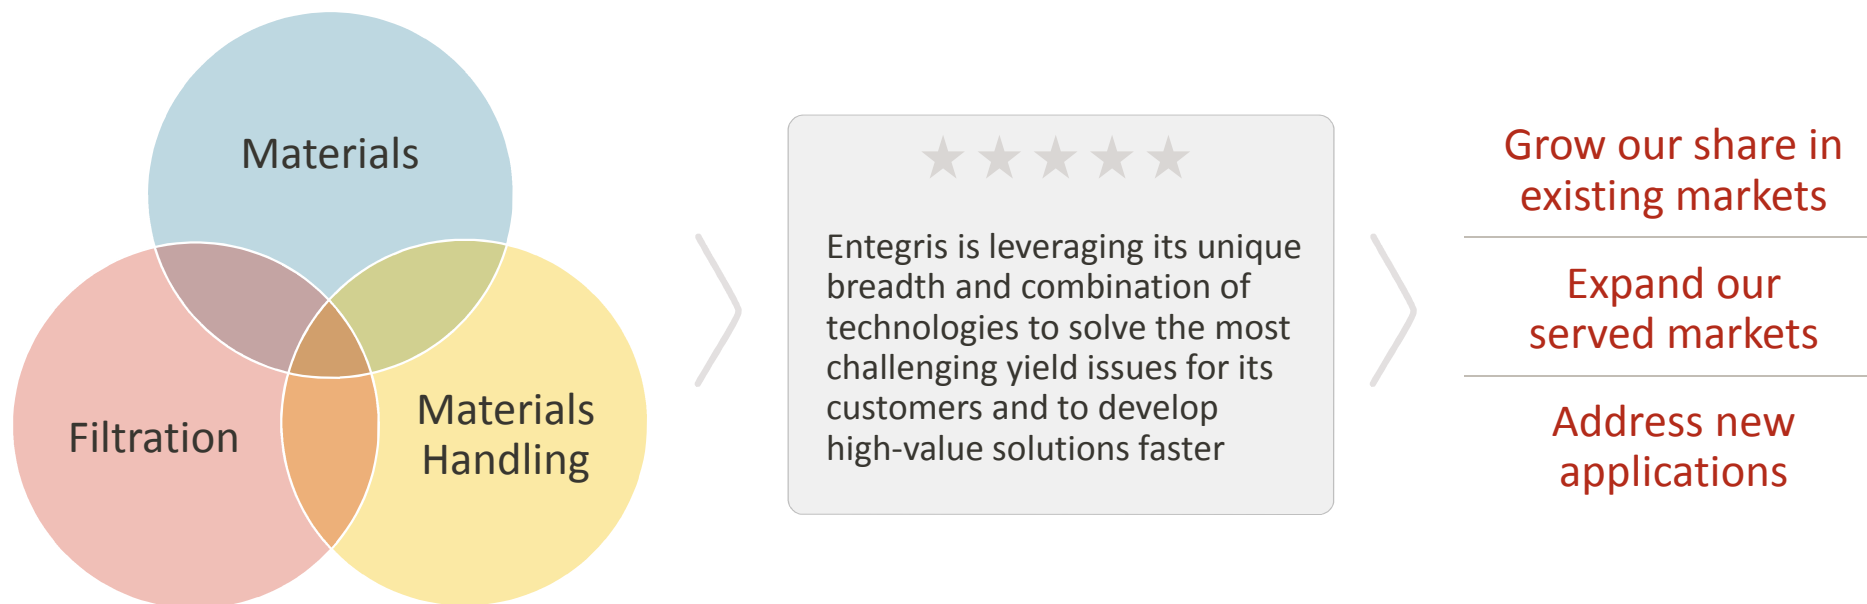 Materials
Filtration
Materials
Handling
Entegris is leveraging its unique
breadth and combination of
technologies to solve the most
challenging yield issues for its
customers and to develop
high-value solutions faster
Grow our share in
existing markets
Expand our
served markets
Address new
applications